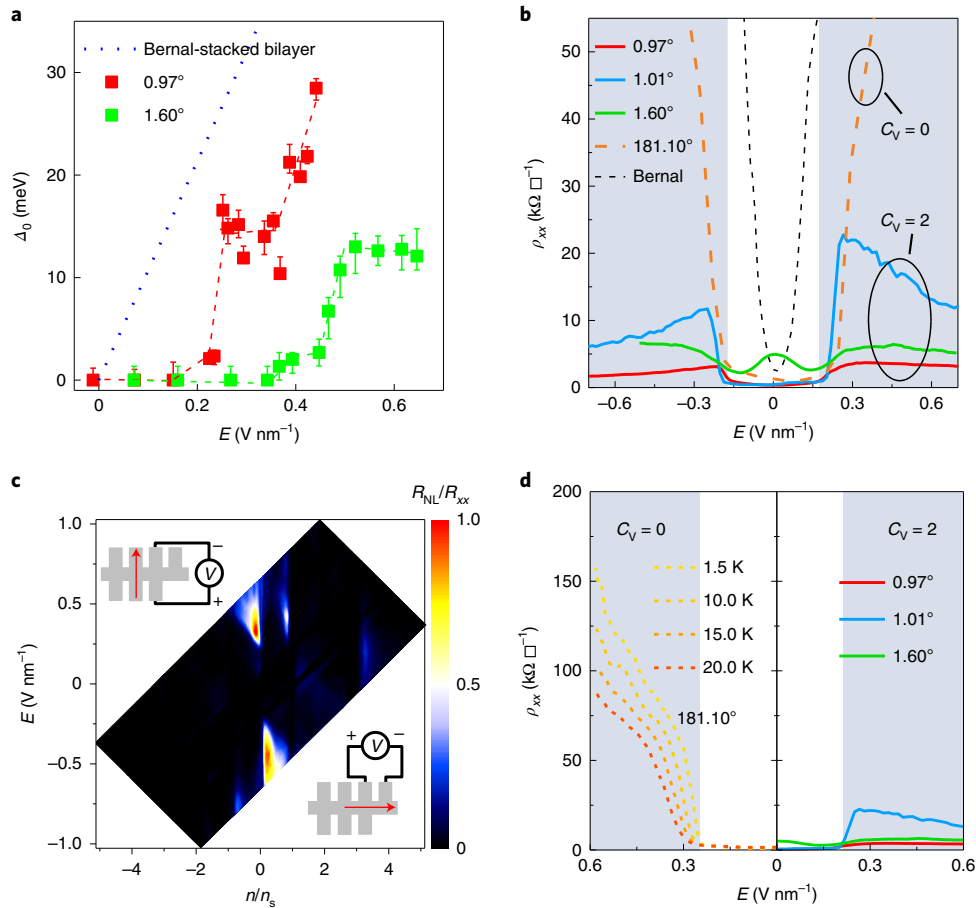 a
30
20
10
0
Δ₀ (meV)
Bernal-stacked bilayer
0.97°
1.60°
0
0.2
0.4
0.6
E (V nm⁻¹)
b
50
40
30
20
10
0
ρxx (kΩ □⁻¹)
0.97°
1.01°
1.60°
181.10°
Bernal
CV = 0
CV = 2
−0.6
−0.3
0
0.3
0.6
E (V nm⁻¹)
c
RNL/Rxx
1.0
0.5
0
1.0
0.5
0
−0.5
−1.0
E (V nm⁻¹)
−
V
+
+
V
−
−4
−2
0
2
4
n/ns
d
200
150
100
50
0
ρxx (kΩ □⁻¹)
CV = 0
1.5 K
10.0 K
15.0 K
20.0 K
181.10°
CV = 2
0.97°
1.01°
1.60°
0.6
0.3
0
0.3
0.6
E (V nm⁻¹)